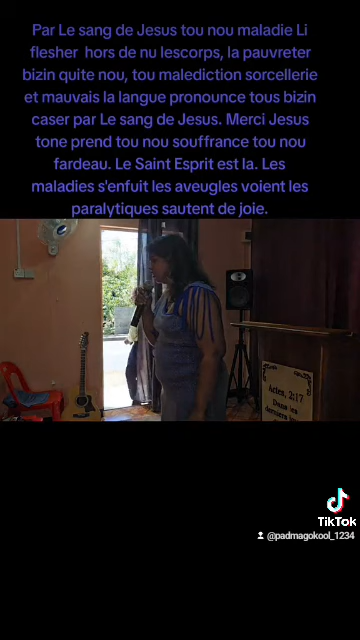 Par Le sang de Jesus tou nou maladie Li
flesher hors de nu lescorps, la pauvreter
bizin quite nou, tou malediction sorcellerie
et mauvais la langue pronounce tous bizin
caser par Le sang de Jesus. Merci Jesus
tone prend tou nou souffrance tou nou
fardeau. Le Saint Esprit est la. Les
maladies s'enfuit les aveugles voient les
paralytiques sautent de joie.
Actes, 2:17
Dans les
derniers
TikTok
@padmagokool_1234